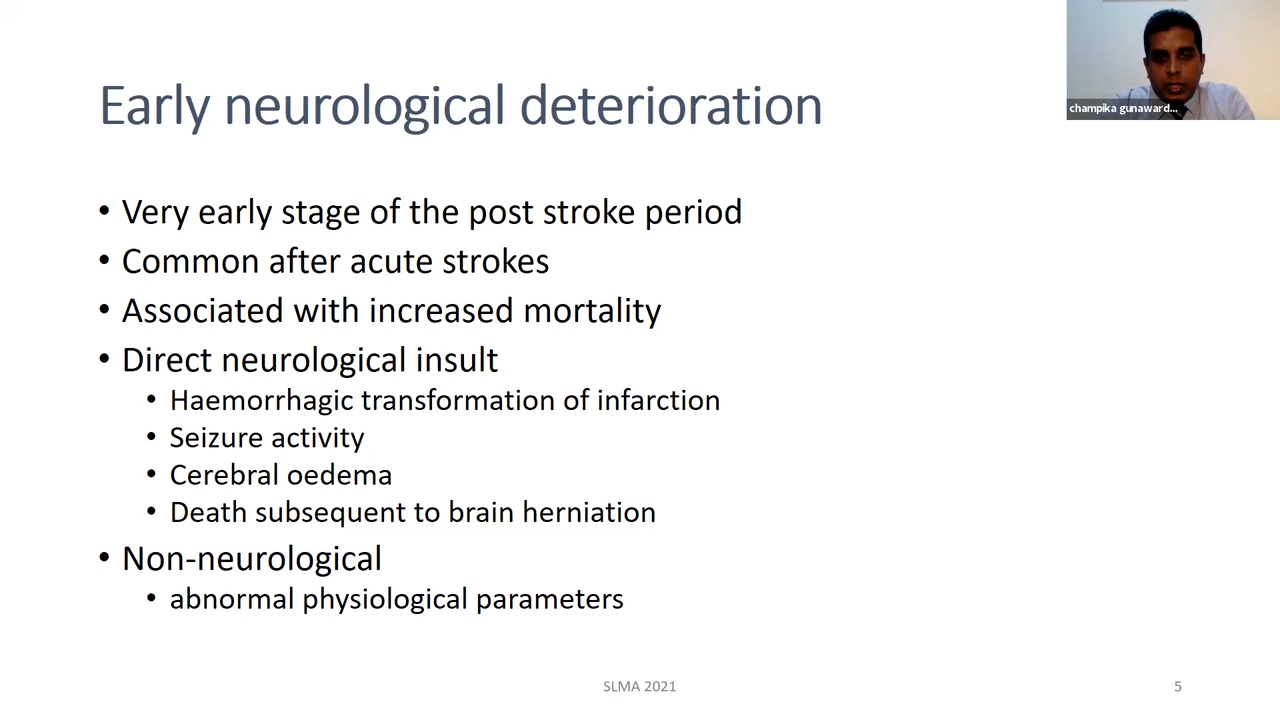 Early neurological deterioration
champika gunaward...
• Very early stage of the post stroke period
• Common after acute strokes
• Associated with increased mortality
• Direct neurological insult
• Haemorrhagic transformation of infarction
• Seizure activity
• Cerebral oedema
• Death subsequent to brain herniation
• Non-neurological
• abnormal physiological parameters
SLMA 2021
5